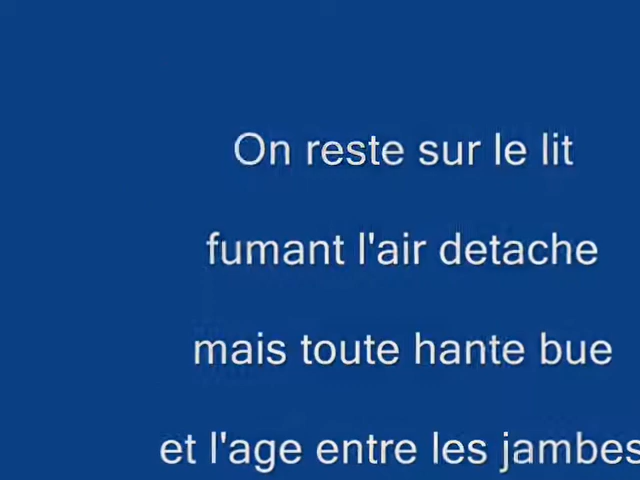 On reste sur le lit
fumant l'air detache
mais toute hante bue
et l'age entre les jambes